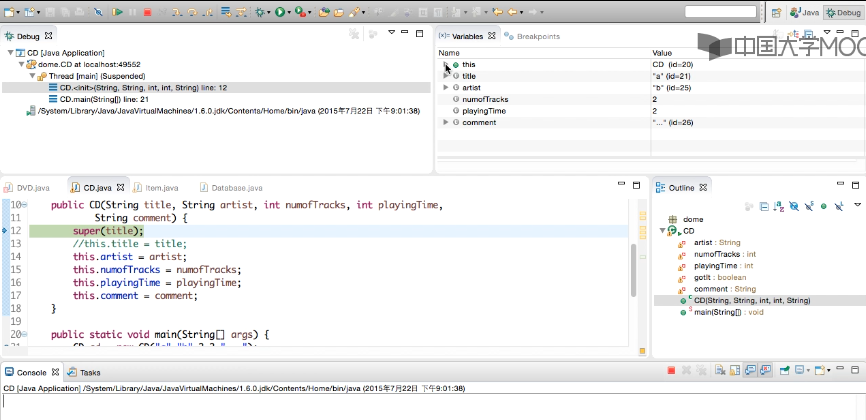 Java
Debug
Debug
CD [Java Application]
dome.CD at localhost:49552
Thread [main] (Suspended)
CD.<init>(String, String, int, int, String) line: 12
CD.main(String[]) line: 21
/System/Library/Java/JavaVirtualMachines/1.6.0.jdk/Contents/Home/bin/java (2015年7月22日 下午9:01:38)
(x)= Variables
Breakpoints
Name Value
this CD (id=20)
title "a" (id=21)
artist "b" (id=25)
numofTracks 2
playingTime 2
comment "..." (id=26)
中国大学MOO
DVD.java
CD.java
Item.java
Database.java
10 public CD(String title, String artist, int numofTracks, int playingTime,
11 String comment) {
12 super(title);
13 //this.title = title;
14 this.artist = artist;
15 this.numofTracks = numofTracks;
16 this.playingTime = playingTime;
17 this.comment = comment;
18 }
19
20 public static void main(String[] args) {
Outline
dome
CD
artist : String
numofTracks : int
playingTime : int
gotIt : boolean
comment : String
CD(String, String, int, int, String)
main(String[]) : void
Console
Tasks
CD [Java Application] /System/Library/Java/JavaVirtualMachines/1.6.0.jdk/Contents/Home/bin/java (2015年7月22日 下午9:01:38)